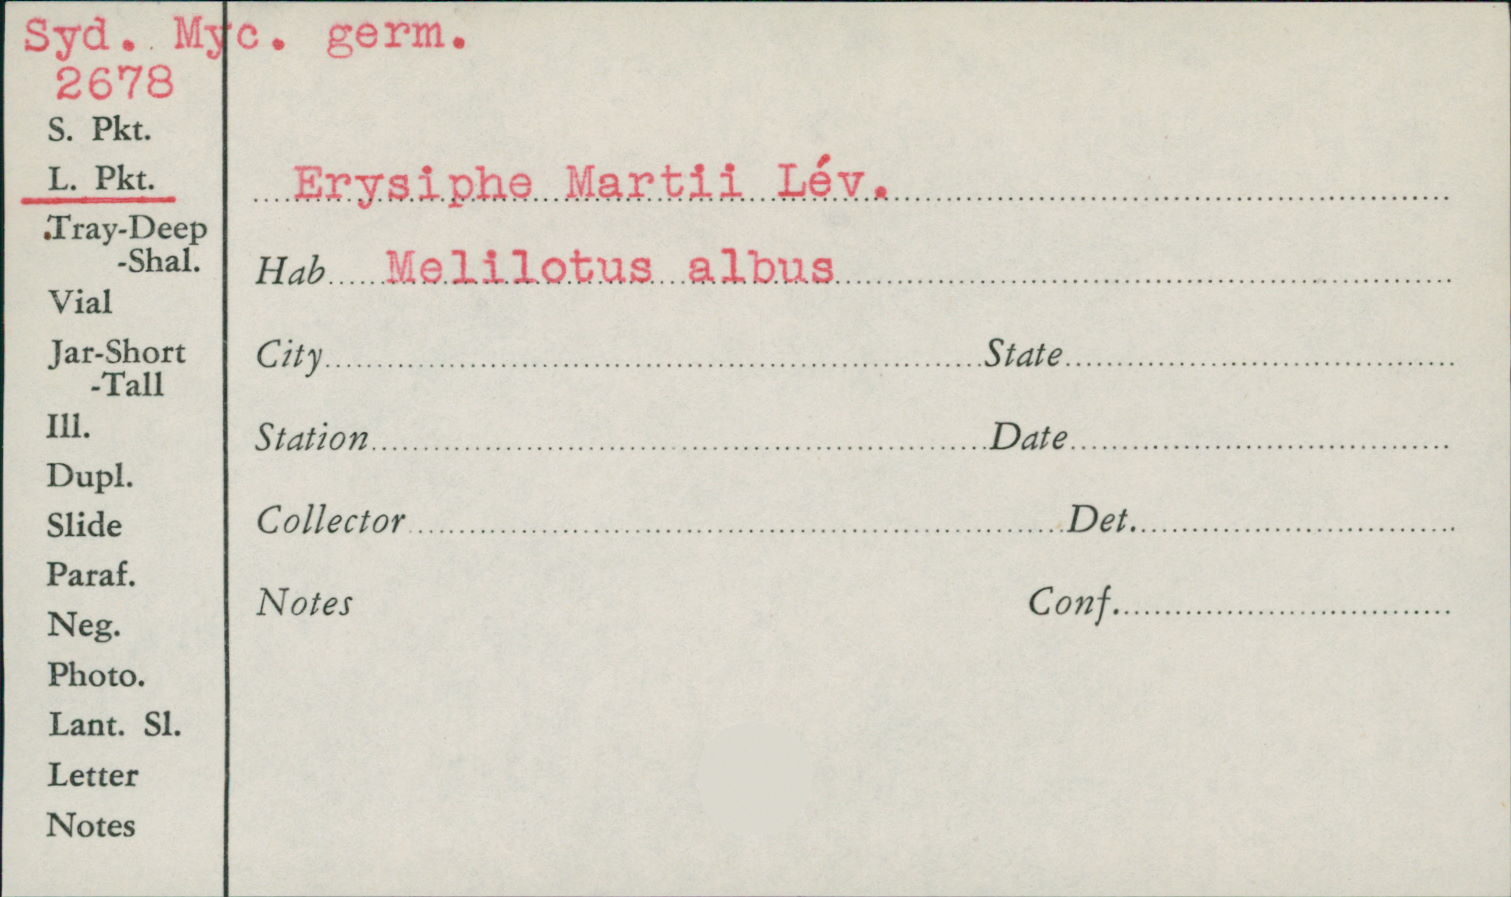 Syd. Myc. germ.
2678
S. Pkt.
L. Pkt.
Tray-Deep
-Shal.
Vial
Jar-Short
-Tall
Ill.
Dupl.
Slide
Paraf.
Neg.
Photo.
Lant. Sl.
Letter
Notes
Erysiphe Martii Lév.
Hab Melilotus albus
City State
Station Date
Collector Det.
Notes Conf.